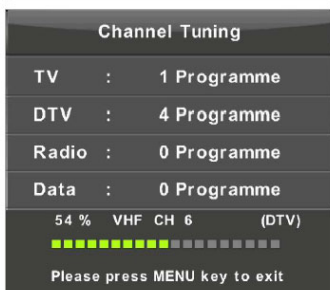 Channel Tuning
TV : 1 Programme
DTV : 4 Programme
Radio : 0 Programme
Data : 0 Programme
54 % VHF CH 6 (DTV)
Please press MENU key to exit